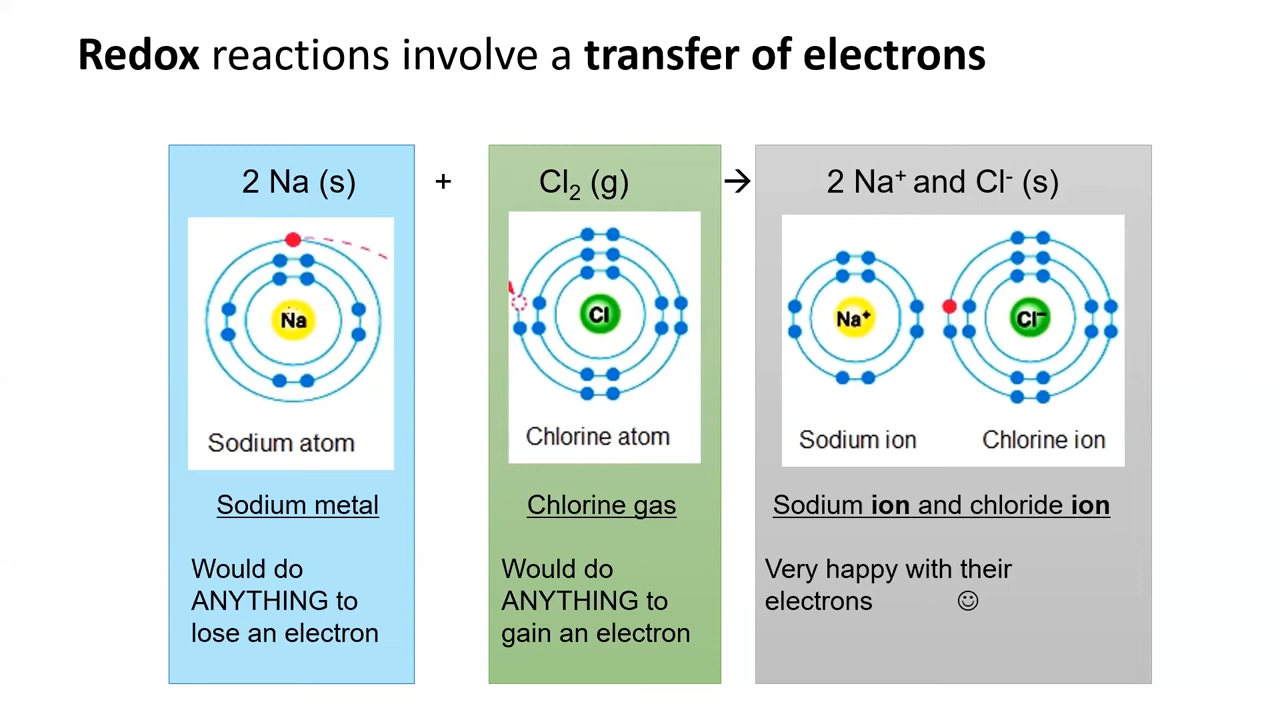 Redox reactions involve a transfer of electrons
2 Na (s) + Cl₂ (g) → 2 Na⁺ and Cl⁻ (s)
Na
Sodium atom
Cl
Chlorine atom
Na⁺
Cl⁻
Sodium ion
Chlorine ion
Sodium metal
Would do
ANYTHING to
lose an electron
Chlorine gas
Would do
ANYTHING to
gain an electron
Sodium ion and chloride ion
Very happy with their
electrons ☺